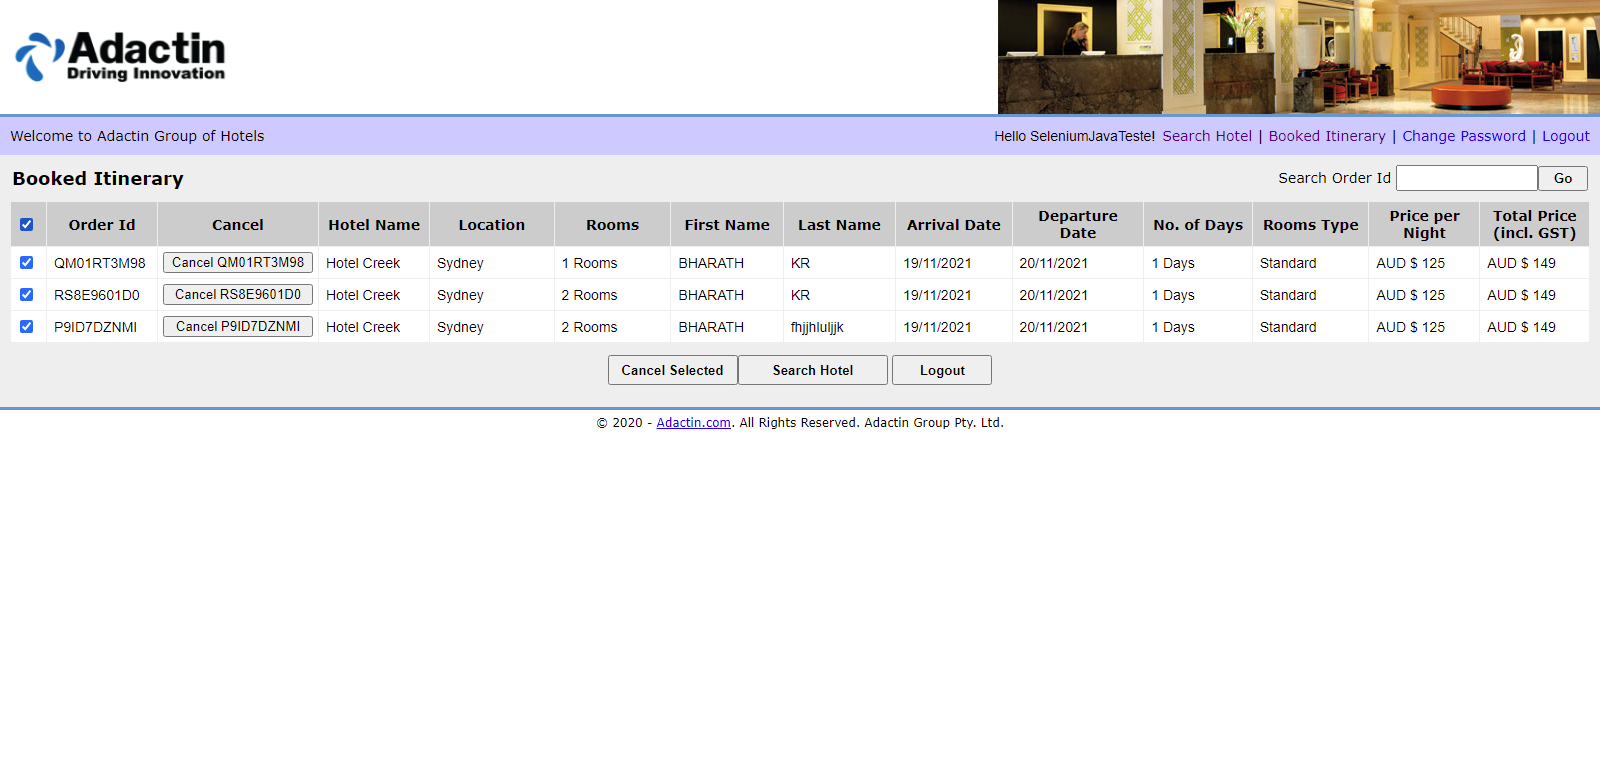 Adactin
Driving Innovation
Welcome to Adactin Group of Hotels
Hello SeleniumJavaTeste! Search Hotel | Booked Itinerary | Change Password | Logout
Booked Itinerary
Search Order Id Go
Order Id Cancel Hotel Name Location Rooms First Name Last Name Arrival Date Departure Date No. of Days Rooms Type Price per Night Total Price (incl. GST)
QM01RT3M98 Cancel QM01RT3M98 Hotel Creek Sydney 1 Rooms BHARATH KR 19/11/2021 20/11/2021 1 Days Standard AUD $ 125 AUD $ 149
RS8E9601D0 Cancel RS8E9601D0 Hotel Creek Sydney 2 Rooms BHARATH KR 19/11/2021 20/11/2021 1 Days Standard AUD $ 125 AUD $ 149
P9ID7DZNMI Cancel P9ID7DZNMI Hotel Creek Sydney 2 Rooms BHARATH fhjjhluljjk 19/11/2021 20/11/2021 1 Days Standard AUD $ 125 AUD $ 149
Cancel Selected Search Hotel Logout
© 2020 - Adactin.com. All Rights Reserved. Adactin Group Pty. Ltd.